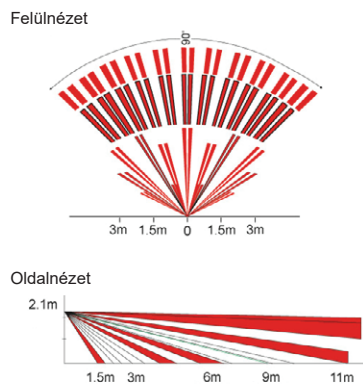 Felülnézet
90°
3m 1.5m 0 1.5m 3m
Oldalnézet
2.1m
1.5m 3m 6m 9m 11m